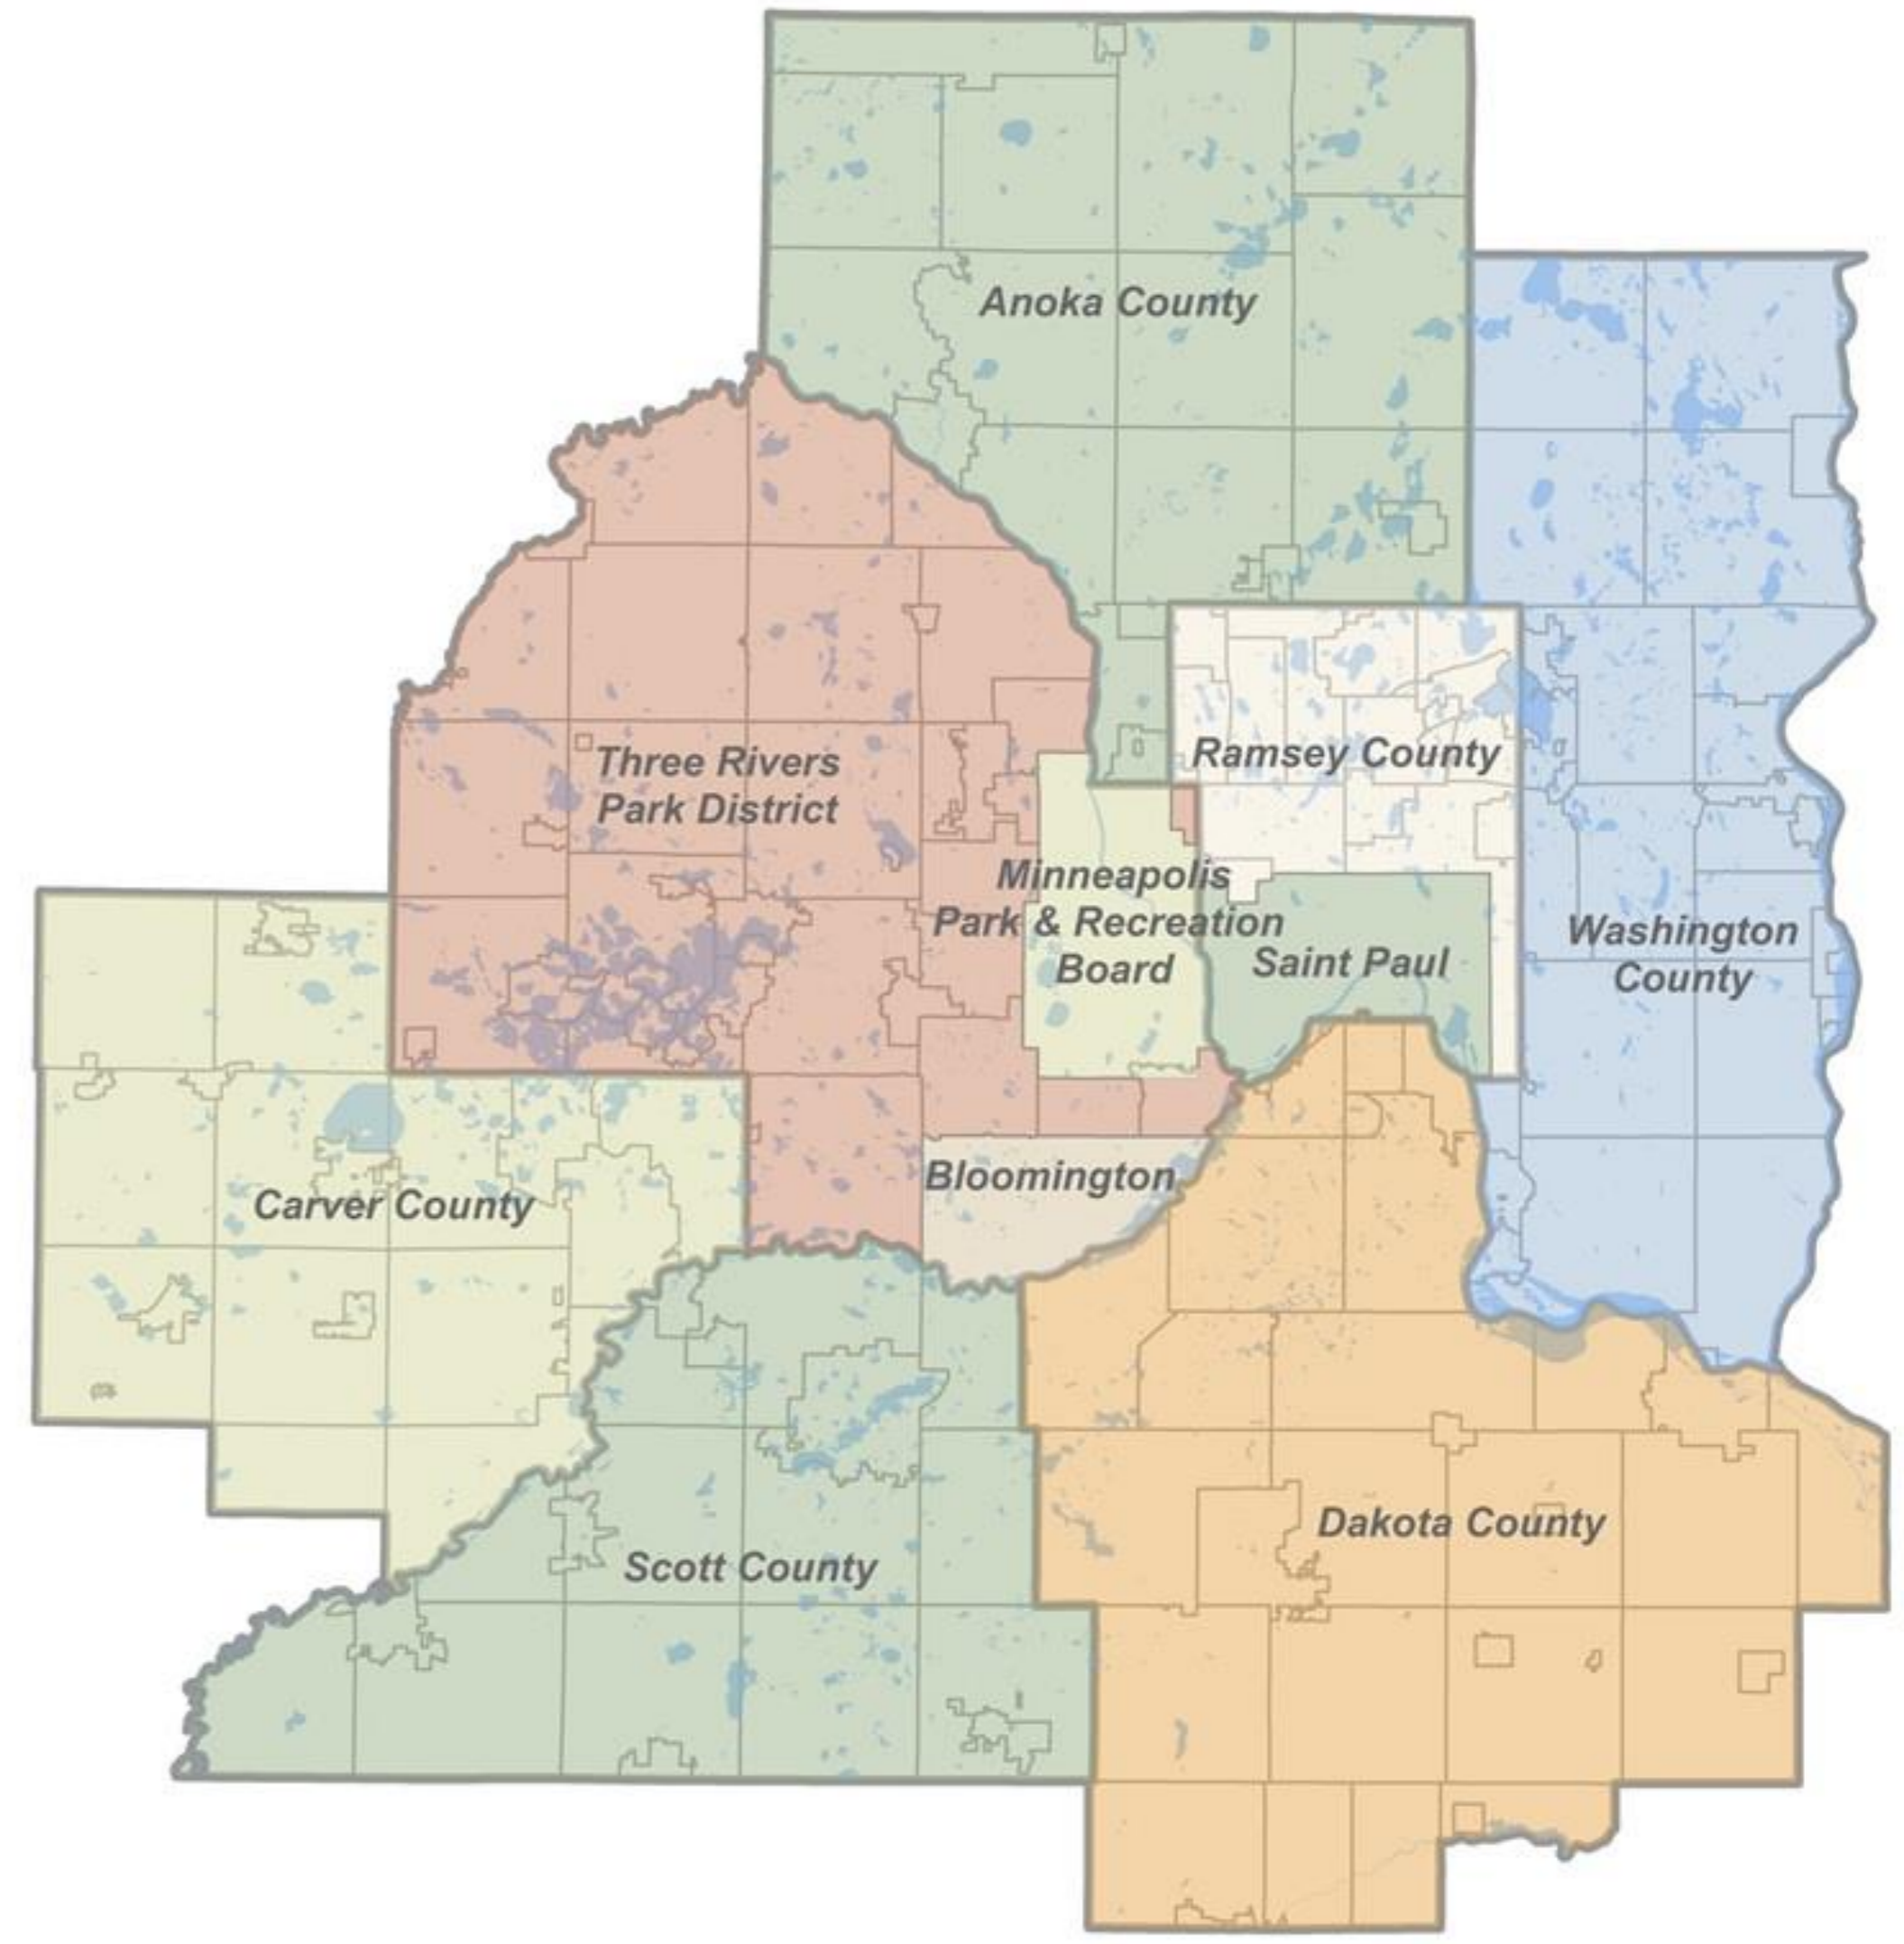 Anoka County
Three Rivers
Park District
Ramsey County
Minneapolis
Park & Recreation
Board
Saint Paul
Washington
County
Carver County
Bloomington
Scott County
Dakota County